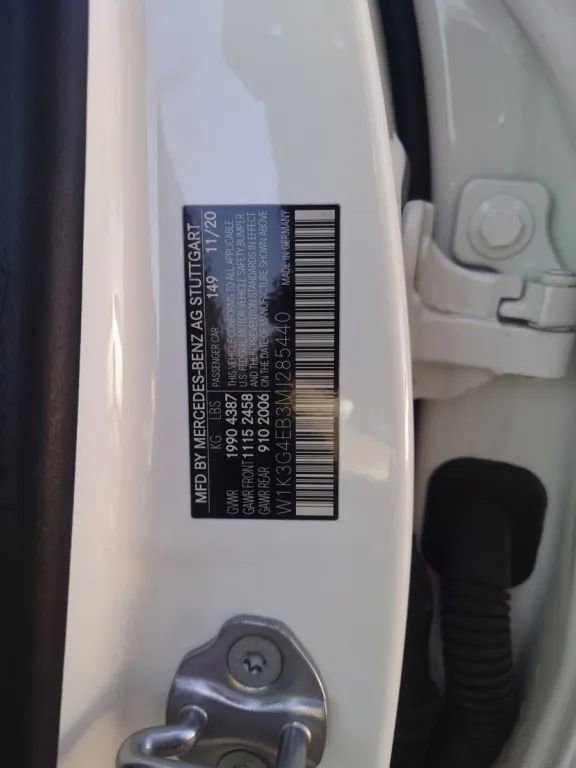 MFD BY MERCEDES-BENZ AG STUTTGART
PASSENGER CAR 149 11/20
KG LBS
GVWR 1990 4387
GAWR FRONT 1115 2458
GAWR REAR 910 2006
THIS VEHICLE CONFORMS TO ALL APPLICABLE
U.S. FEDERAL MOTOR VEHICLE SAFETY, BUMPER
AND THEFT PREVENTION STANDARDS IN EFFECT
ON THE DATE OF MANUFACTURE SHOWN ABOVE
W1K3G4EB3MJ285440
MADE IN GERMANY